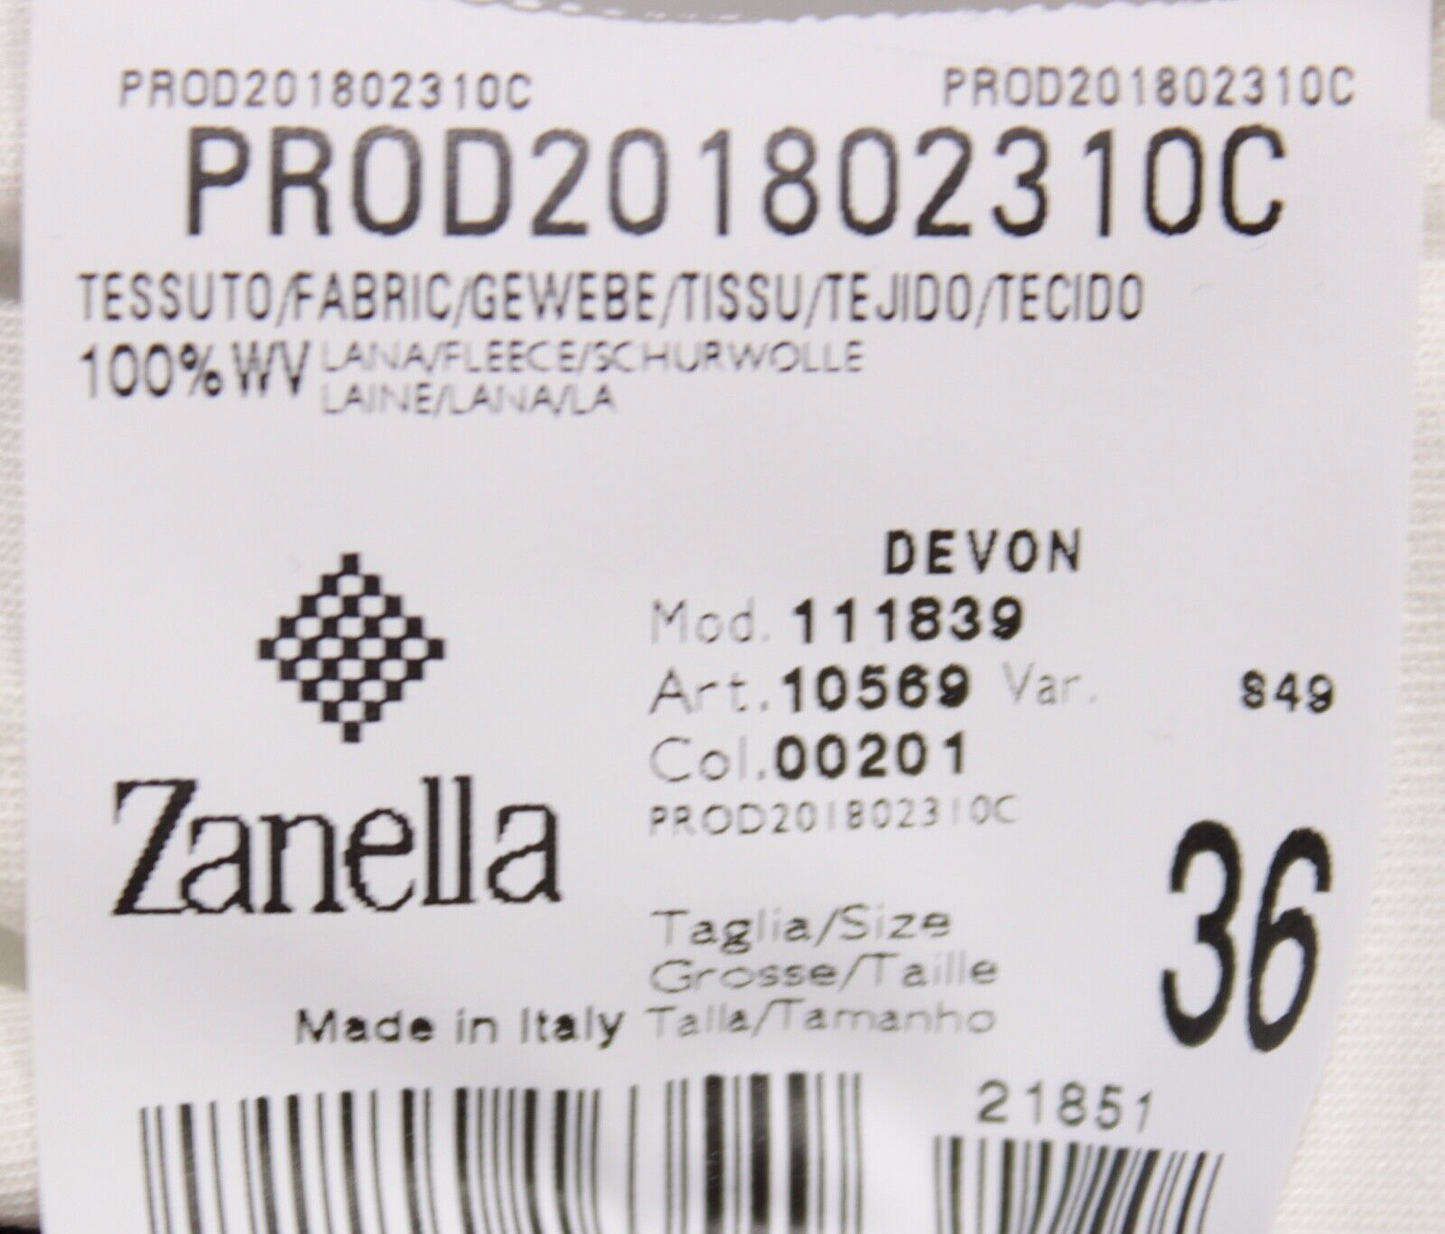 PROD201802310C PROD201802310C
PROD201802310C
TESSUTO/FABRIC/GEWEBE/TISSU/TEJIDO/TECIDO
100% WV LANA/FLEECE/SCHURWOLLE
LAINE/LANA/LA
DEVON
Mod. 111839
Art. 10569 Var. 849
Col. 00201
PROD201802310C
Zanella
36
Taglia/Size
Grosse/Taille
Made in Italy Talla/Tamanho
21851